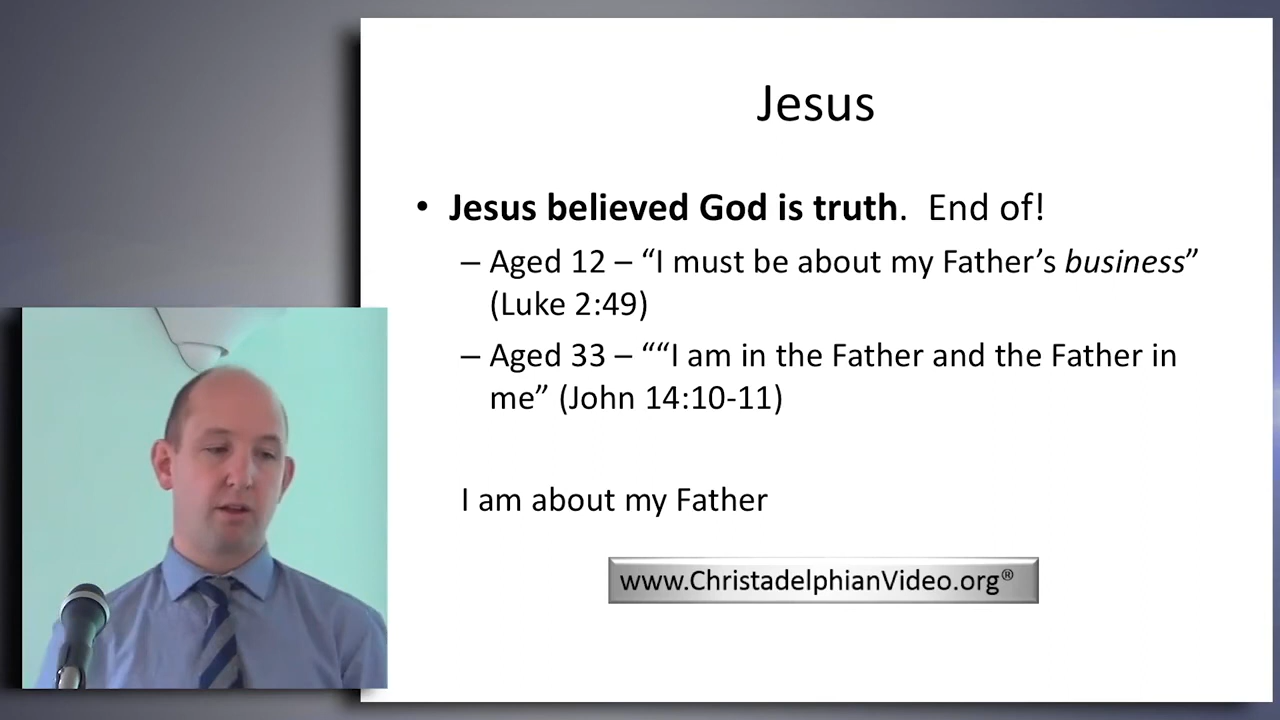 Jesus
• Jesus believed God is truth.  End of!
– Aged 12 – “I must be about my Father’s business”
(Luke 2:49)
– Aged 33 – ““I am in the Father and the Father in
me” (John 14:10-11)
I am about my Father
www.ChristadelphianVideo.org®